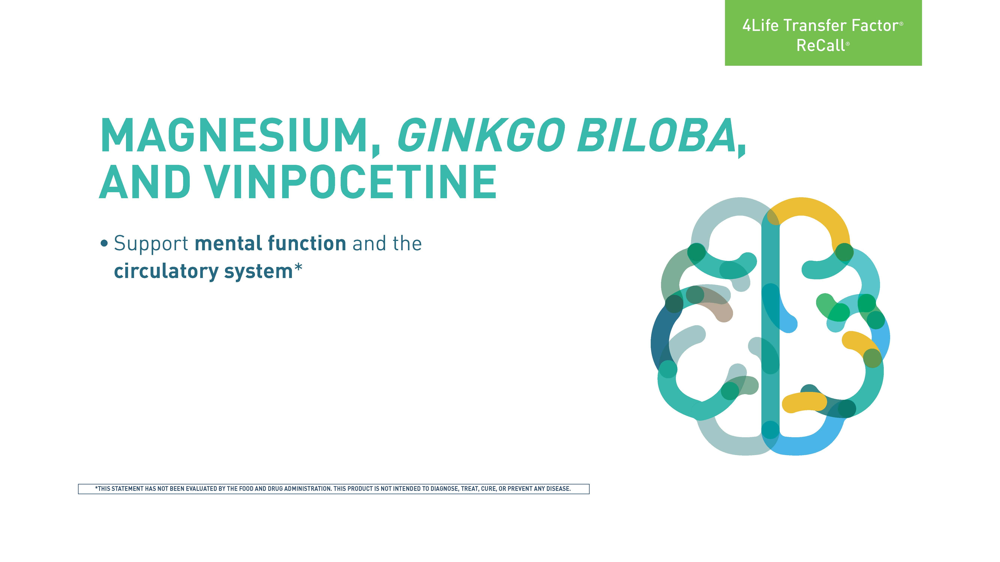 4Life Transfer Factor®
ReCall®
MAGNESIUM, GINKGO BILOBA,
AND VINPOCETINE
• Support mental function and the
circulatory system*
*THIS STATEMENT HAS NOT BEEN EVALUATED BY THE FOOD AND DRUG ADMINISTRATION. THIS PRODUCT IS NOT INTENDED TO DIAGNOSE, TREAT, CURE, OR PREVENT ANY DISEASE.